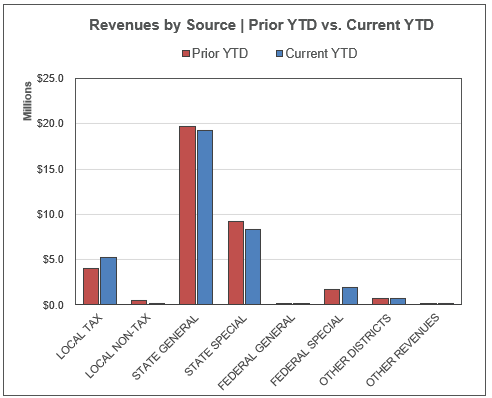 Revenues by Source | Prior YTD vs. Current YTD
Prior YTD Current YTD
Millions
$25.0
$20.0
$15.0
$10.0
$5.0
$0.0
LOCAL TAX
LOCAL NON-TAX
STATE GENERAL
STATE SPECIAL
FEDERAL GENERAL
FEDERAL SPECIAL
OTHER DISTRICTS
OTHER REVENUES